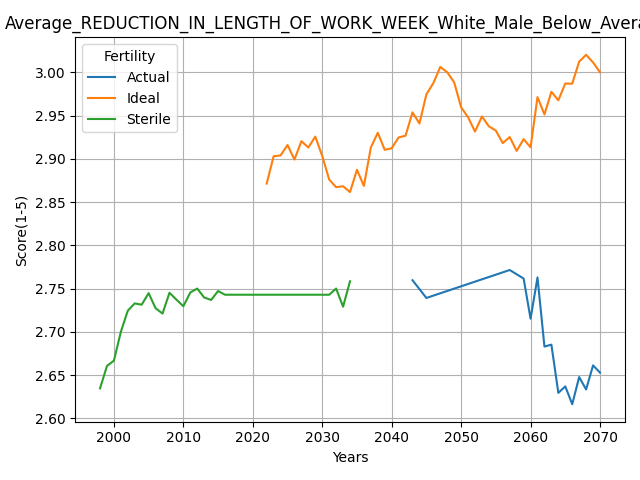 Average_REDUCTION_IN_LENGTH_OF_WORK_WEEK_White_Male_Below_Avera
Fertility
Actual
Ideal
Sterile
3.00
2.95
2.90
2.85
2.80
2.75
2.70
2.65
2.60
Score(1-5)
2000 2010 2020 2030 2040 2050 2060 2070
Years